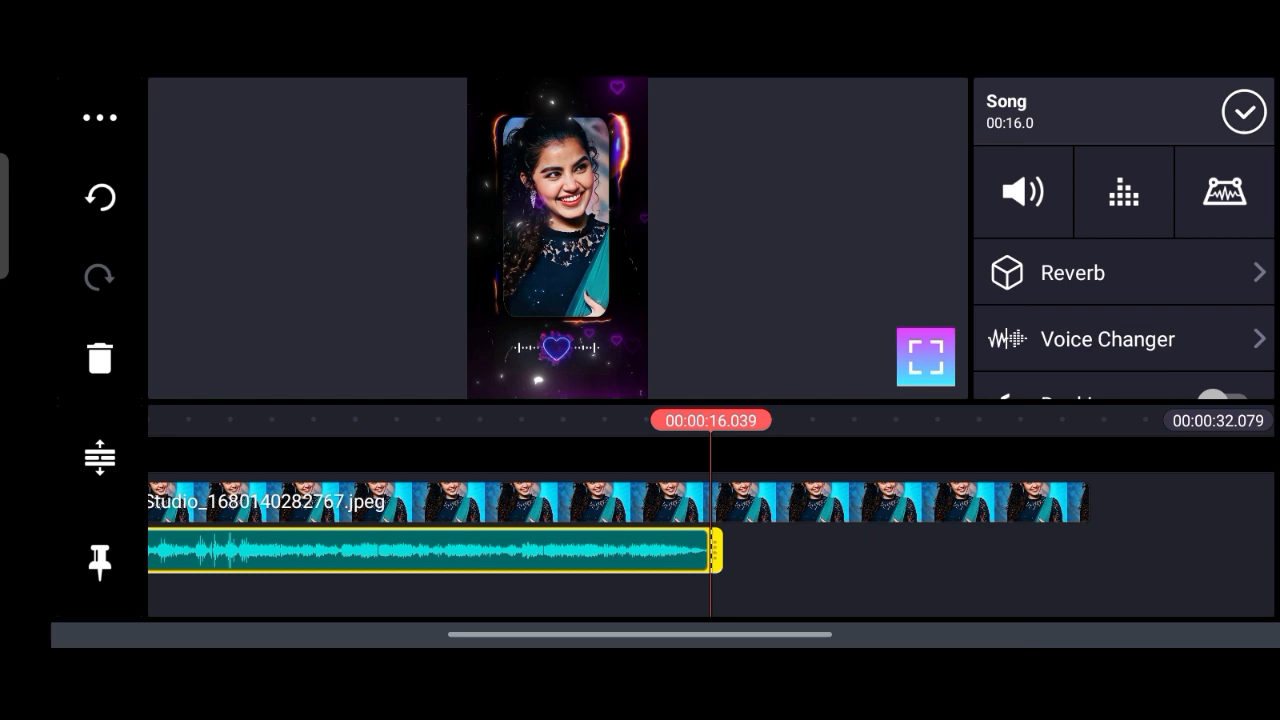 Song
00:16.0
Reverb
Voice Changer
00:00:16.039
00:00:32.079
Studio_1680140282767.jpeg